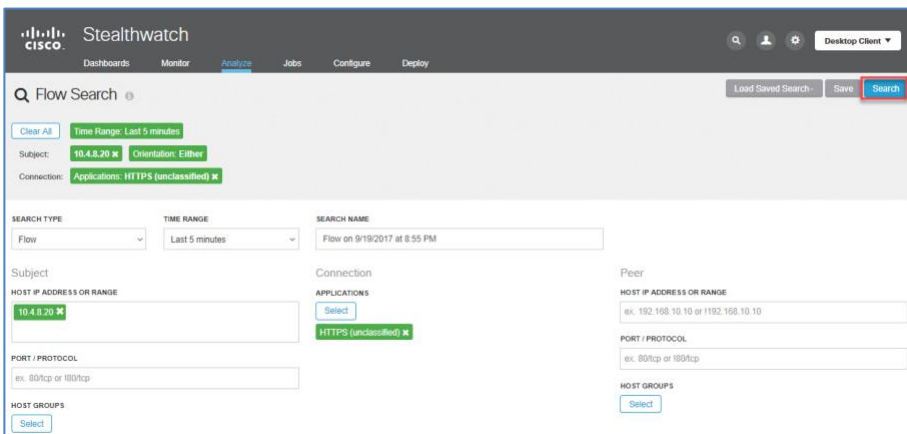 CISCO
Stealthwatch
Desktop Client
Dashboards Monitor Analyze Jobs Configure Deploy
Flow Search
Load Saved Search Save Search
Clear All Time Range: Last 5 minutes
Subject: 10.4.8.20 Orientation: Either
Connection: Applications: HTTPS (unclassified)
SEARCH TYPE TIME RANGE SEARCH NAME
Flow Last 5 minutes Flow on 9/19/2017 at 8:55 PM
Subject Connection Peer
HOST IP ADDRESS OR RANGE APPLICATIONS HOST IP ADDRESS OR RANGE
10.4.8.20 Select ex. 192.168.10.10 or !192.168.10.10
HTTPS (unclassified)
PORT / PROTOCOL PORT / PROTOCOL
ex. 80/tcp or !80/tcp ex. 80/tcp or !80/tcp
HOST GROUPS HOST GROUPS
Select Select